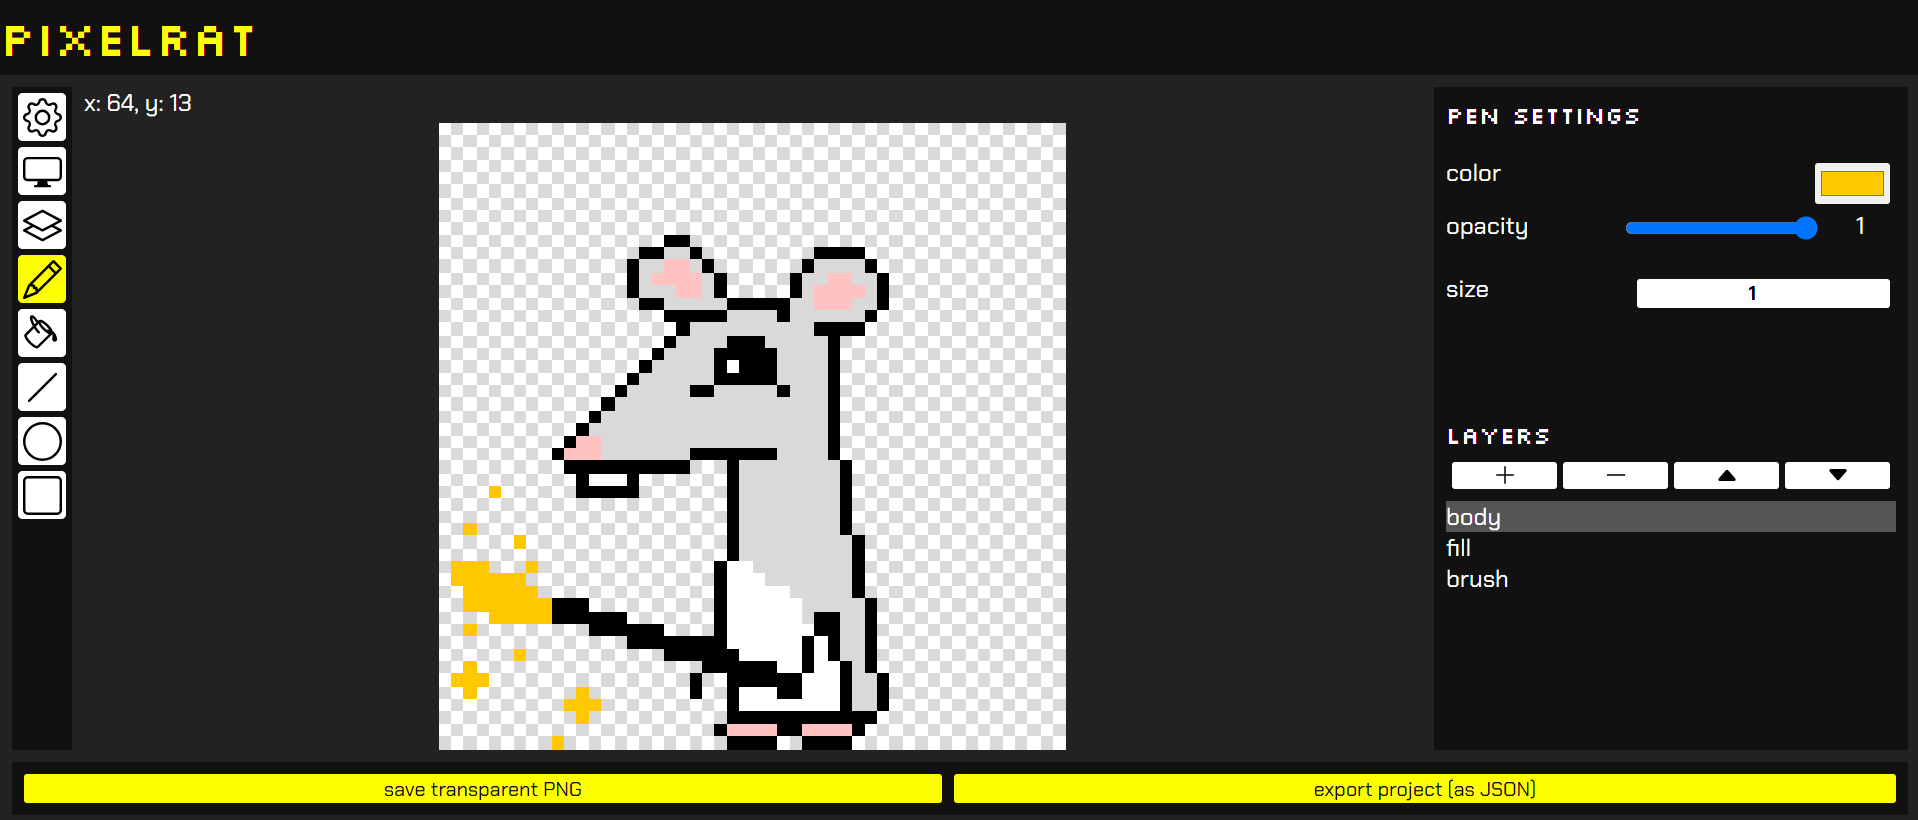 PIXELRAT
x: 64, y: 13
PEN SETTINGS
color
opacity 1
size 1
LAYERS
body
fill
brush
save transparent PNG
export project (as JSON)